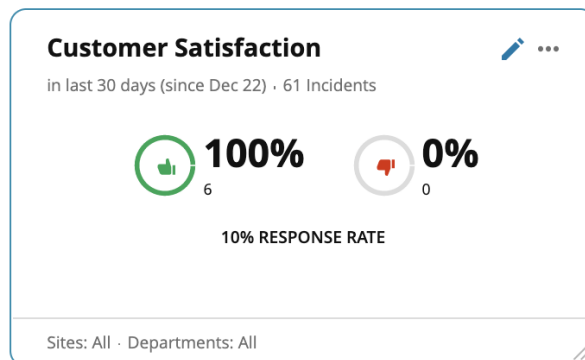 Customer Satisfaction
in last 30 days (since Dec 22) · 61 Incidents
100%
6
0%
0
10% RESPONSE RATE
Sites: All · Departments: All